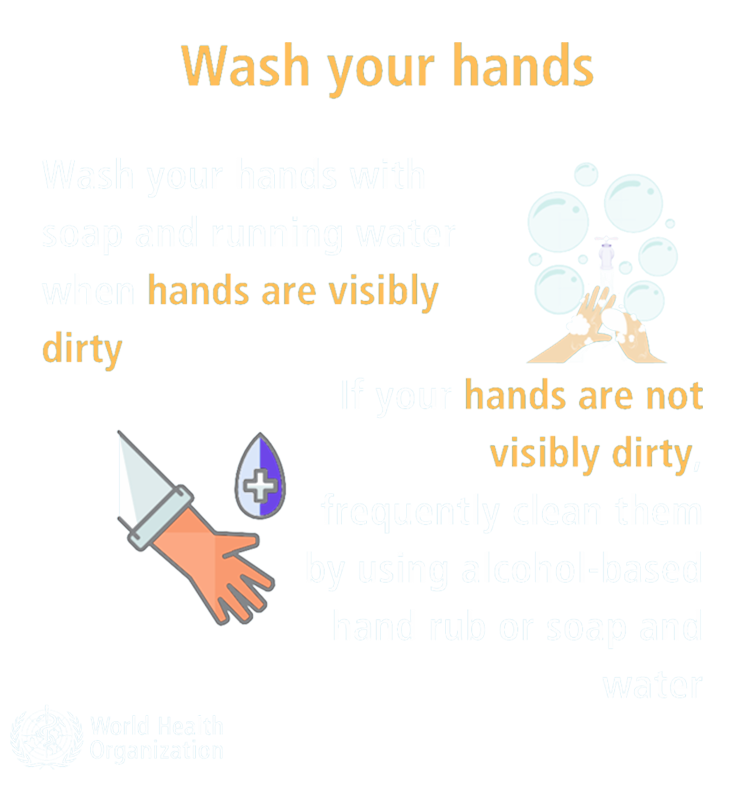 Wash your hands
Wash your hands with
soap and running water
when hands are visibly
dirty
If your hands are not
visibly dirty,
frequently clean them
by using alcohol-based
hand rub or soap and
water
World Health
Organization